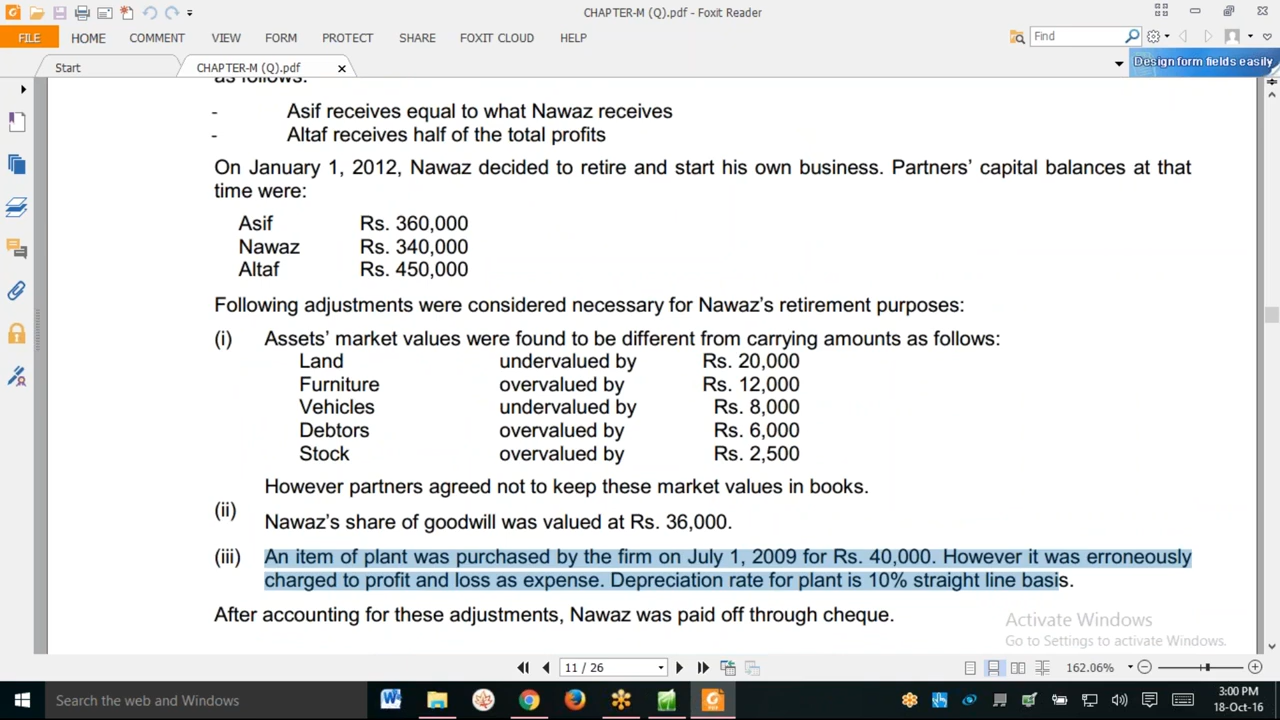 CHAPTER-M (Q).pdf - Foxit Reader
FILE HOME COMMENT VIEW FORM PROTECT SHARE FOXIT CLOUD HELP Find
Start CHAPTER-M (Q).pdf Design form fields easily
as follows:
- Asif receives equal to what Nawaz receives
- Altaf receives half of the total profits
On January 1, 2012, Nawaz decided to retire and start his own business. Partners' capital balances at that
time were:
Asif Rs. 360,000
Nawaz Rs. 340,000
Altaf Rs. 450,000
Following adjustments were considered necessary for Nawaz's retirement purposes:
(i) Assets' market values were found to be different from carrying amounts as follows:
Land undervalued by Rs. 20,000
Furniture overvalued by Rs. 12,000
Vehicles undervalued by Rs. 8,000
Debtors overvalued by Rs. 6,000
Stock overvalued by Rs. 2,500
However partners agreed not to keep these market values in books.
(ii) Nawaz's share of goodwill was valued at Rs. 36,000.
(iii) An item of plant was purchased by the firm on July 1, 2009 for Rs. 40,000. However it was erroneously
charged to profit and loss as expense. Depreciation rate for plant is 10% straight line basis.
After accounting for these adjustments, Nawaz was paid off through cheque.
Activate Windows
Go to Settings to activate Windows.
11 / 26 162.06%
Search the web and Windows 3:00 PM
18-Oct-16